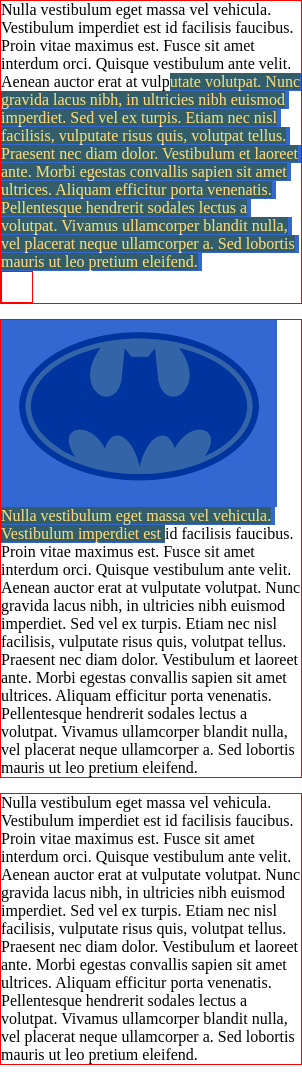 Nulla vestibulum eget massa vel vehicula.
Vestibulum imperdiet est id facilisis faucibus.
Proin vitae maximus est. Fusce sit amet
interdum orci. Quisque vestibulum ante velit.
Aenean auctor erat at vulputate volutpat. Nunc
gravida lacus nibh, in ultricies nibh euismod
imperdiet. Sed vel ex turpis. Etiam nec nisl
facilisis, vulputate risus quis, volutpat tellus.
Praesent nec diam dolor. Vestibulum et laoreet
ante. Morbi egestas convallis sapien sit amet
ultrices. Aliquam efficitur porta venenatis.
Pellentesque hendrerit sodales lectus a
volutpat. Vivamus ullamcorper blandit nulla,
vel placerat neque ullamcorper a. Sed lobortis
mauris ut leo pretium eleifend.
Nulla vestibulum eget massa vel vehicula.
Vestibulum imperdiet est id facilisis faucibus.
Proin vitae maximus est. Fusce sit amet
interdum orci. Quisque vestibulum ante velit.
Aenean auctor erat at vulputate volutpat. Nunc
gravida lacus nibh, in ultricies nibh euismod
imperdiet. Sed vel ex turpis. Etiam nec nisl
facilisis, vulputate risus quis, volutpat tellus.
Praesent nec diam dolor. Vestibulum et laoreet
ante. Morbi egestas convallis sapien sit amet
ultrices. Aliquam efficitur porta venenatis.
Pellentesque hendrerit sodales lectus a
volutpat. Vivamus ullamcorper blandit nulla,
vel placerat neque ullamcorper a. Sed lobortis
mauris ut leo pretium eleifend.
Nulla vestibulum eget massa vel vehicula.
Vestibulum imperdiet est id facilisis faucibus.
Proin vitae maximus est. Fusce sit amet
interdum orci. Quisque vestibulum ante velit.
Aenean auctor erat at vulputate volutpat. Nunc
gravida lacus nibh, in ultricies nibh euismod
imperdiet. Sed vel ex turpis. Etiam nec nisl
facilisis, vulputate risus quis, volutpat tellus.
Praesent nec diam dolor. Vestibulum et laoreet
ante. Morbi egestas convallis sapien sit amet
ultrices. Aliquam efficitur porta venenatis.
Pellentesque hendrerit sodales lectus a
volutpat. Vivamus ullamcorper blandit nulla,
vel placerat neque ullamcorper a. Sed lobortis
mauris ut leo pretium eleifend.